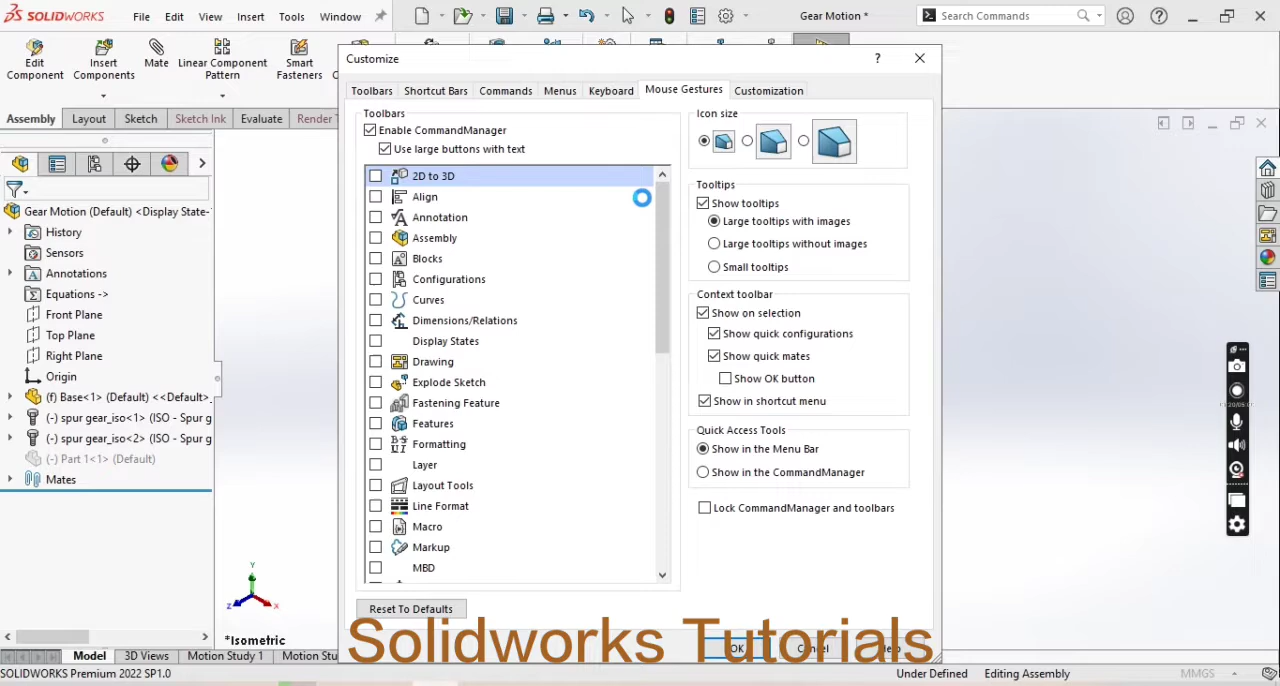 SOLIDWORKS File Edit View Insert Tools Window Gear Motion * Search Commands
Edit Component
Insert Components
Mate
Linear Component Pattern
Smart Fasteners
Assembly Layout Sketch Sketch Ink Evaluate Render
Customize ?
Toolbars Shortcut Bars Commands Menus Keyboard Mouse Gestures Customization
Toolbars
Enable CommandManager
Use large buttons with text
2D to 3D
Align
Annotation
Assembly
Blocks
Configurations
Curves
Dimensions/Relations
Display States
Drawing
Explode Sketch
Fastening Feature
Features
Formatting
Layer
Layout Tools
Line Format
Macro
Markup
MBD
Reset To Defaults
Icon size
Tooltips
Show tooltips
Large tooltips with images
Large tooltips without images
Small tooltips
Context toolbar
Show on selection
Show quick configurations
Show quick mates
Show OK button
Show in shortcut menu
Quick Access Tools
Show in the Menu Bar
Show in the CommandManager
Lock CommandManager and toolbars
OK Cancel Help
Gear Motion (Default) <Display State-
History
Sensors
Annotations
Equations ->
Front Plane
Top Plane
Right Plane
Origin
(f) Base<1> (Default) <<Default>_
(-) spur gear_iso<1> (ISO - Spur g
(-) spur gear_iso<2> (ISO - Spur g
(-) Part 1<1> (Default)
Mates
Y
Z X
*Isometric
Solidworks Tutorials
Model 3D Views Motion Study 1 Motion Stu
SOLIDWORKS Premium 2022 SP1.0 Under Defined Editing Assembly MMGS